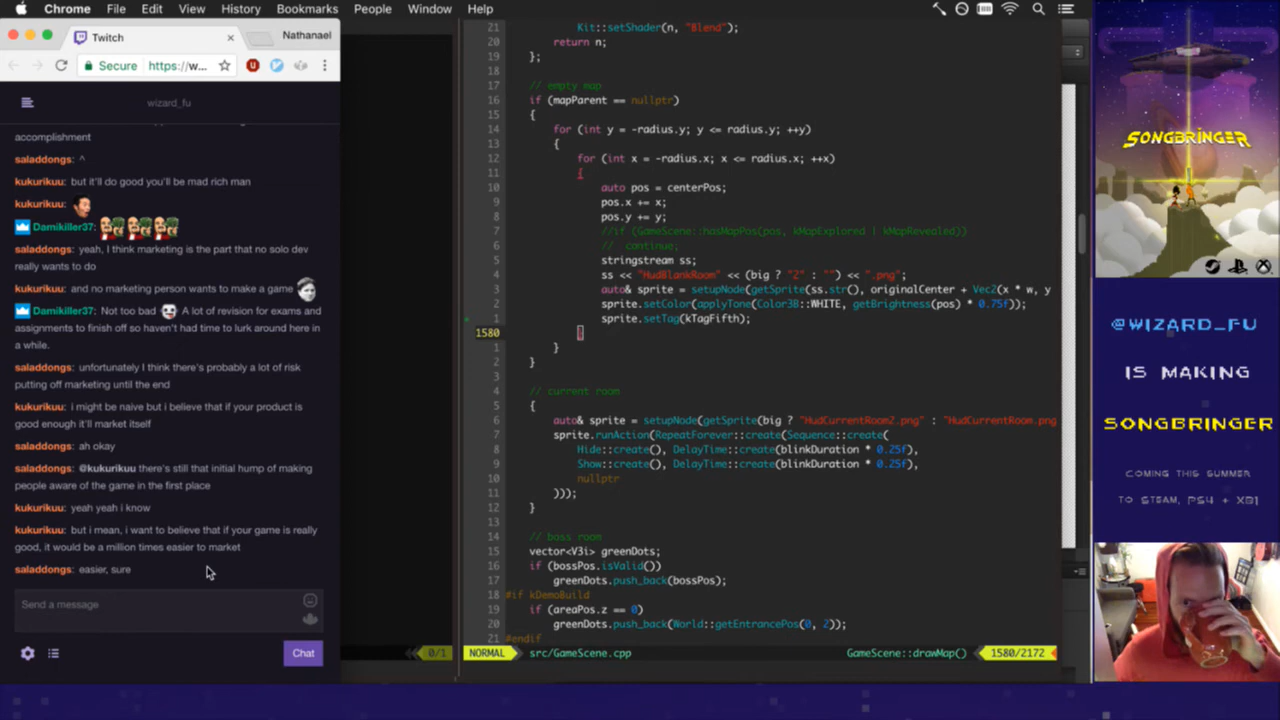 Chrome File Edit View History Bookmarks People Window Help
Twitch
Nathanael
Secure https://w...
wizard_fu
accomplishment
saladdongs: ^
kukurikuu: but it'll do good you'll be mad rich man
kukurikuu:
Damikiller37:
saladdongs: yeah, I think marketing is the part that no solo dev
really wants to do
kukurikuu: and no marketing person wants to make a game
Damikiller37: Not too bad A lot of revision for exams and
assignments to finish off so haven't had time to lurk around here in
a while.
saladdongs: unfortunately I think there's probably a lot of risk
putting off marketing until the end
kukurikuu: i might be naive but i believe that if your product is
good enough it'll market itself
saladdongs: ah okay
saladdongs: @kukurikuu there's still that initial hump of making
people aware of the game in the first place
kukurikuu: yeah yeah i know
kukurikuu: but i mean, i want to believe that if your game is really
good, it would be a million times easier to market
saladdongs: easier, sure
Send a message
Chat
0/1
21 Kit::setShader(n, "Blend");
20 return n;
19 };
18
17 // empty map
16 if (mapParent == nullptr)
15 {
14 for (int y = -radius.y; y <= radius.y; ++y)
13 {
12 for (int x = -radius.x; x <= radius.x; ++x)
11 {
10 auto pos = centerPos;
9 pos.x += x;
8 pos.y += y;
7 //if (GameScene::hasMapPos(pos, kMapExplored | kMapRevealed))
6 // continue;
5 stringstream ss;
4 ss << "HudBlankRoom" << (big ? "2" : "") << ".png";
3 auto& sprite = setupNode(getSprite(ss.str(), originalCenter + Vec2(x * w, y
2 sprite.setColor(applyTone(Color3B::WHITE, getBrightness(pos) * 0.75f));
1 sprite.setTag(kTagFifth);
1580 }
1 }
2 }
3
4 // current room
5 {
6 auto& sprite = setupNode(getSprite(big ? "HudCurrentRoom2.png" : "HudCurrentRoom.png
7 sprite.runAction(RepeatForever::create(Sequence::create(
8 Hide::create(), DelayTime::create(blinkDuration * 0.25f),
9 Show::create(), DelayTime::create(blinkDuration * 0.25f),
10 nullptr
11 )));
12 }
13
14 // boss room
15 vector<V3i> greenDots;
16 if (bossPos.isValid())
17 greenDots.push_back(bossPos);
18 #if kDemoBuild
19 if (areaPos.z == 0)
20 greenDots.push_back(World::getEntrancePos(0, 2));
21 #endif
NORMAL src/GameScene.cpp GameScene::drawMap() 1580/2172
SONGBRINGER
@WIZARD_FU
IS MAKING
SONGBRINGER
COMING THIS SUMMER
TO STEAM, PS4 + XB1